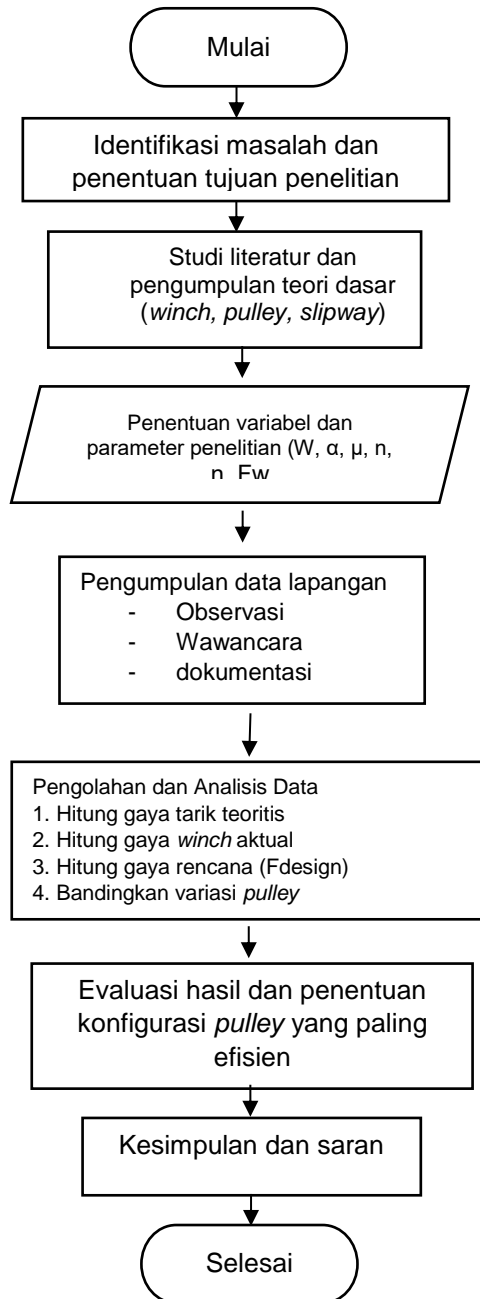 Mulai
Identifikasi masalah dan
penentuan tujuan penelitian
Studi literatur dan
pengumpulan teori dasar
(winch, pulley, slipway)
Penentuan variabel dan
parameter penelitian (W, α, μ, n,
Pengumpulan data lapangan
- Observasi
- Wawancara
- dokumentasi
Pengolahan dan Analisis Data
1. Hitung gaya tarik teoritis
2. Hitung gaya winch aktual
3. Hitung gaya rencana (Fdesign)
4. Bandingkan variasi pulley
Evaluasi hasil dan penentuan
konfigurasi pulley yang paling
efisien
Kesimpulan dan saran
Selesai